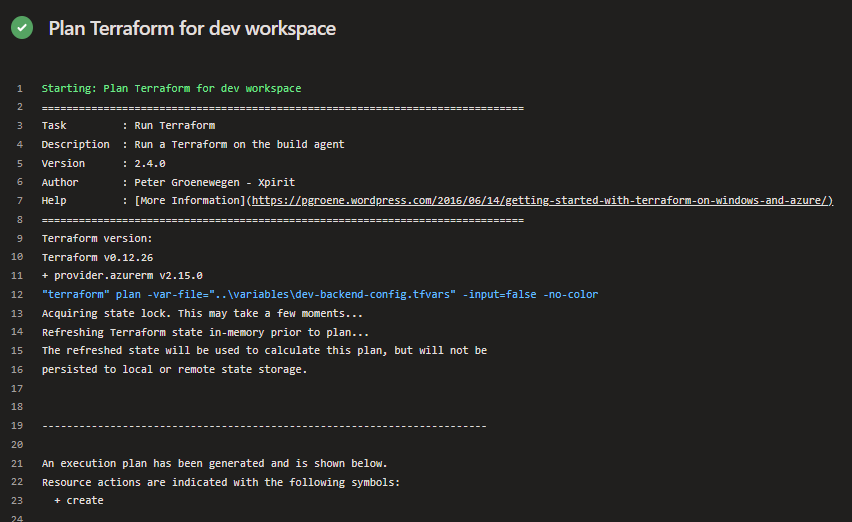 Plan Terraform for dev workspace
1 Starting: Plan Terraform for dev workspace
2 ==============================================================================
3 Task         : Run Terraform
4 Description  : Run a Terraform on the build agent
5 Version      : 2.4.0
6 Author       : Peter Groenewegen - Xpirit
7 Help         : [More Information](https://pgroene.wordpress.com/2016/06/14/getting-started-with-terraform-on-windows-and-azure/)
8 ==============================================================================
9 Terraform version:
10 Terraform v0.12.26
11 + provider.azurerm v2.15.0
12 "terraform" plan -var-file="..\variables\dev-backend-config.tfvars" -input=false -no-color
13 Acquiring state lock. This may take a few moments...
14 Refreshing Terraform state in-memory prior to plan...
15 The refreshed state will be used to calculate this plan, but will not be
16 persisted to local or remote state storage.
17
18
19 ------------------------------------------------------------------------
20
21 An execution plan has been generated and is shown below.
22 Resource actions are indicated with the following symbols:
23   + create
24